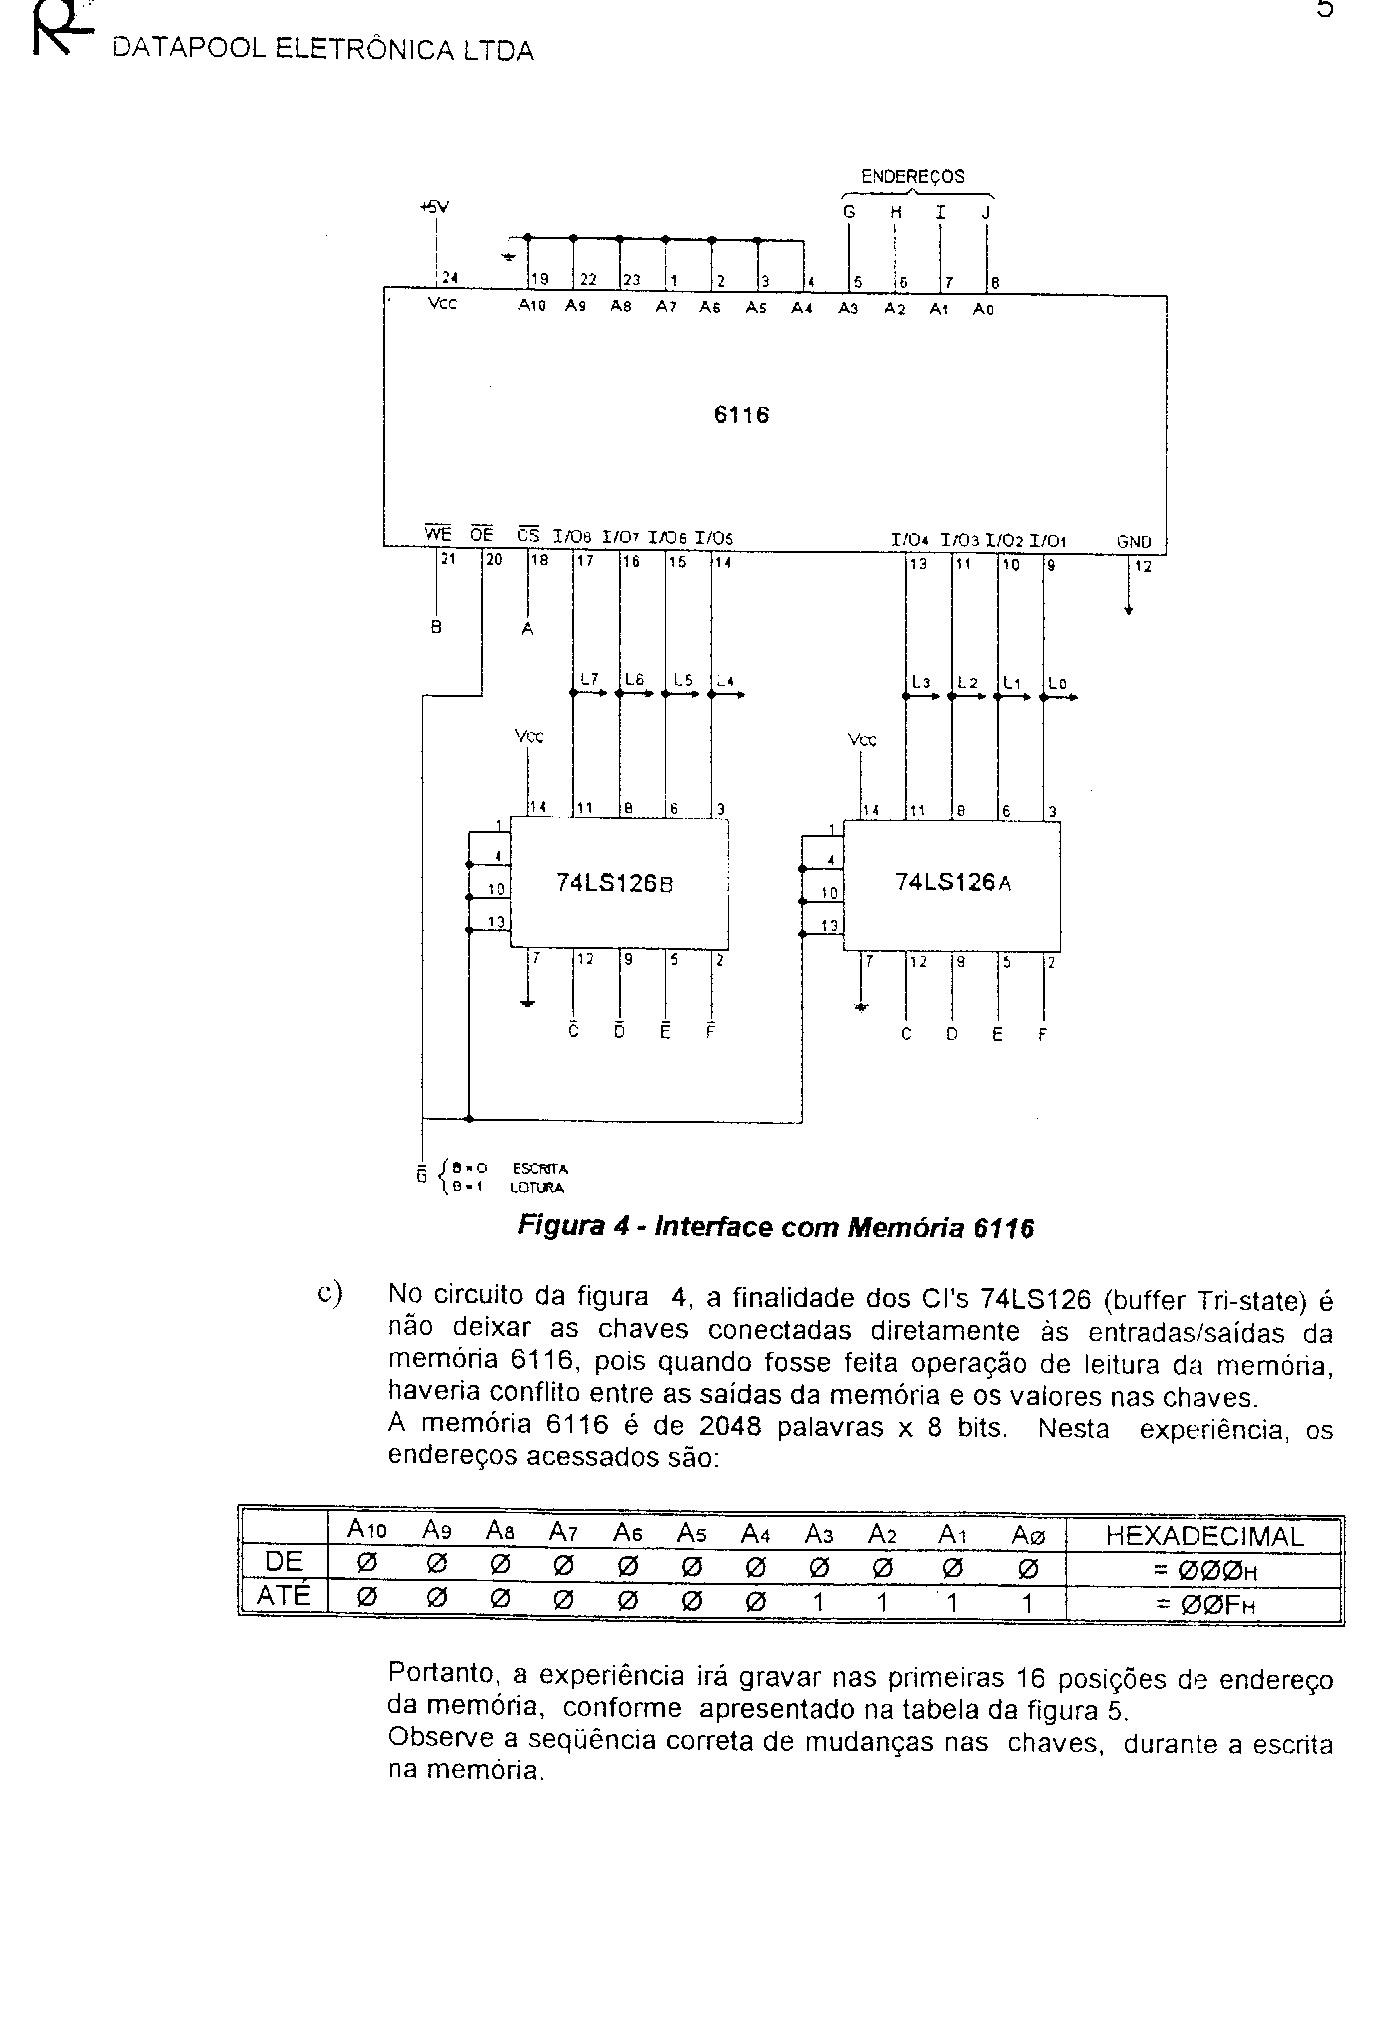 5
DATAPOOL ELETRÔNICA LTDA
ENDEREÇOS
G H I J
+5V
24 19 22 23 1 2 3 4 5 6 7 8
Vcc A10 A9 A8 A7 A6 A5 A4 A3 A2 A1 A0
6116
WE OE CS I/O8 I/O7 I/O6 I/O5 I/O4 I/O3 I/O2 I/O1 GND
21 20 18 17 16 15 14 13 11 10 9 12
B A
L7 L6 L5 L4 L3 L2 L1 L0
Vcc Vcc
14 11 8 6 3 14 11 8 6 3
1 1
4 4
10 10
13 13
74LS126B 74LS126A
7 12 9 5 2 7 12 9 5 2
C̅ D̅ E̅ F̅ C D E F
B=0 ESCRITA
B=1
Figura 4 - Interface com Memória 6116
c) No circuito da figura 4, a finalidade dos CI's 74LS126 (buffer Tri-state) é
não deixar as chaves conectadas diretamente às entradas/saídas da
memória 6116, pois quando fosse feita operação de leitura da memória,
haveria conflito entre as saídas da memória e os valores nas chaves.
A memória 6116 é de 2048 palavras x 8 bits. Nesta experiência, os
endereços acessados são:
A10 A9 A8 A7 A6 A5 A4 A3 A2 A1 AØ HEXADECIMAL
DE Ø Ø Ø Ø Ø Ø Ø Ø Ø Ø Ø = ØØØH
ATÉ Ø Ø Ø Ø Ø Ø Ø 1 1 1 1 = ØØFH
Portanto, a experiência irá gravar nas primeiras 16 posições de endereço
da memória, conforme apresentado na tabela da figura 5.
Observe a seqüência correta de mudanças nas chaves, durante a escrita
na memória.